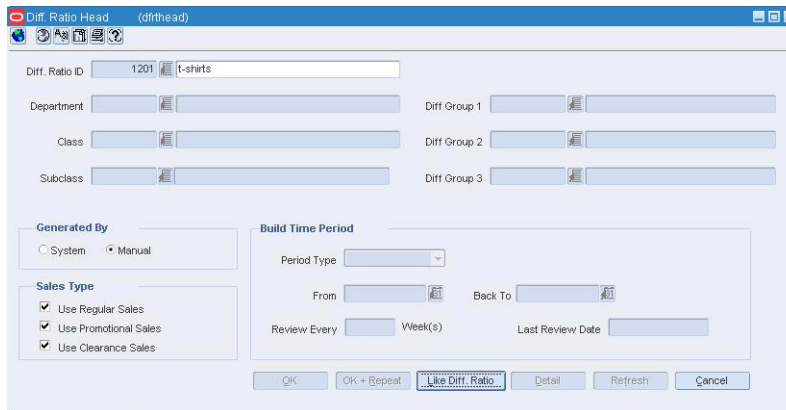 Diff. Ratio Head (dfrthead)
Diff. Ratio ID 1201 t-shirts
Department Diff Group 1
Class Diff Group 2
Subclass Diff Group 3
Generated By
System Manual
Sales Type
Use Regular Sales
Use Promotional Sales
Use Clearance Sales
Build Time Period
Period Type
From Back To
Review Every Week(s) Last Review Date
OK OK + Repeat Like Diff. Ratio Detail Refresh Cancel